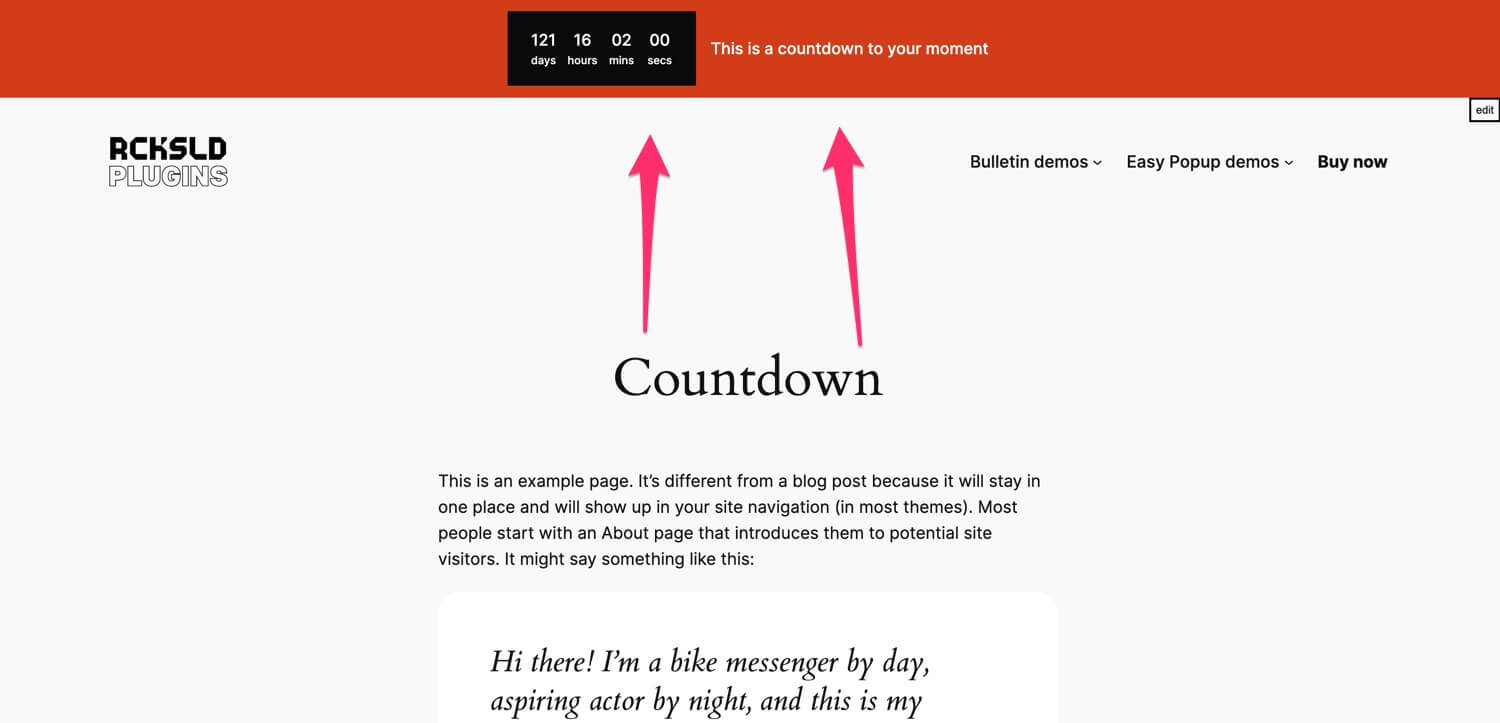 121 16 02 00
days hours mins secs
This is a countdown to your moment
edit
RCKSLD
PLUGINS
Bulletin demos Easy Popup demos Buy now
Countdown
This is an example page. It’s different from a blog post because it will stay in
one place and will show up in your site navigation (in most themes). Most
people start with an About page that introduces them to potential site
visitors. It might say something like this:
Hi there! I’m a bike messenger by day,
aspiring actor by night, and this is my